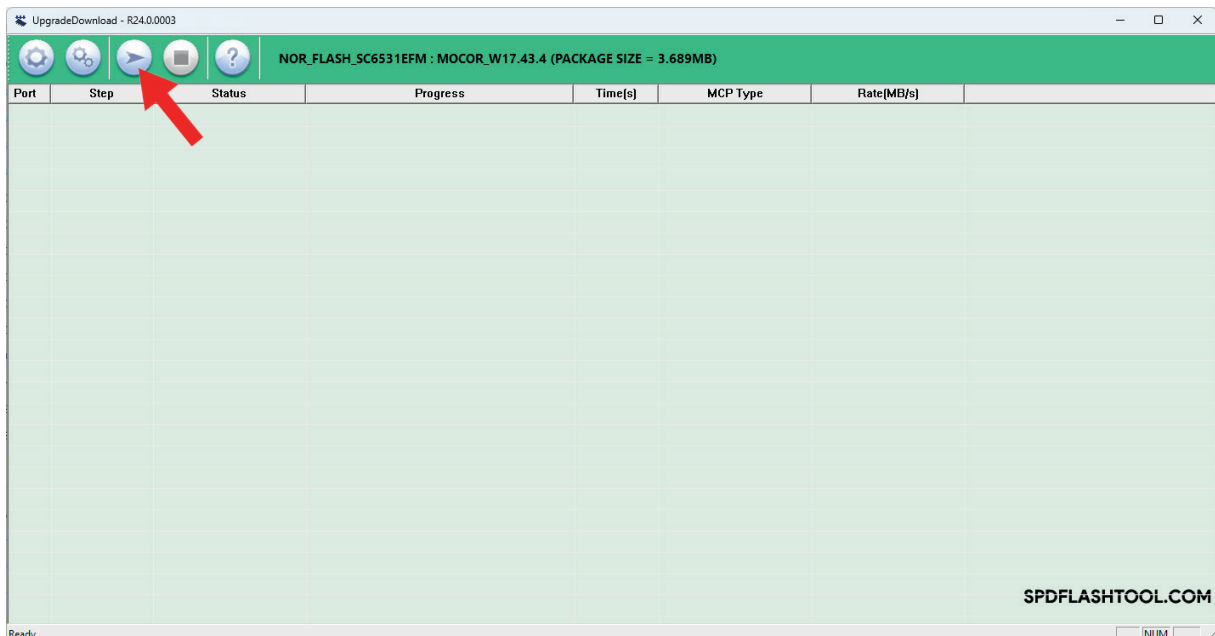 UpgradeDownload - R24.0.0003
NOR_FLASH_SC6531EFM : MOCOR_W17.43.4 (PACKAGE SIZE = 3.689MB)
Port Step Status Progress Time(s) MCP Type Rate(MB/s)
SPDFLASHTOOL.COM
Ready NUM